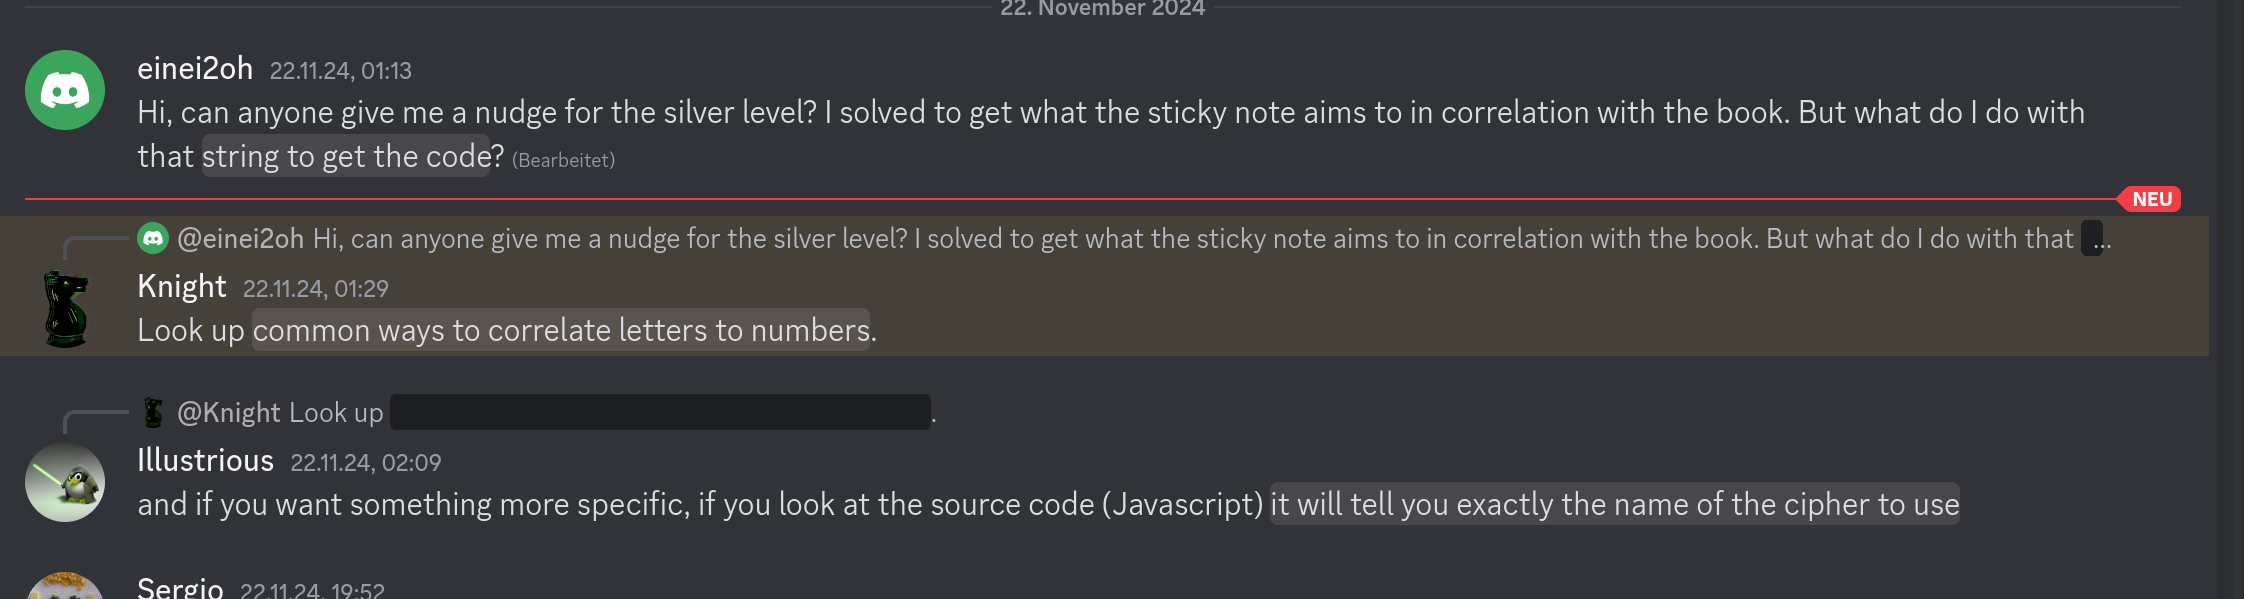 22. November 2024
einei2oh 22.11.24, 01:13
Hi, can anyone give me a nudge for the silver level? I solved to get what the sticky note aims to in correlation with the book. But what do I do with
that string to get the code? (Bearbeitet)
NEU
@einei2oh Hi, can anyone give me a nudge for the silver level? I solved to get what the sticky note aims to in correlation with the book. But what do I do with that ...
Knight 22.11.24, 01:29
Look up common ways to correlate letters to numbers.
@Knight Look up .
Illustrious 22.11.24, 02:09
and if you want something more specific, if you look at the source code (Javascript) it will tell you exactly the name of the cipher to use
Sergio 22.11.24, 19:52